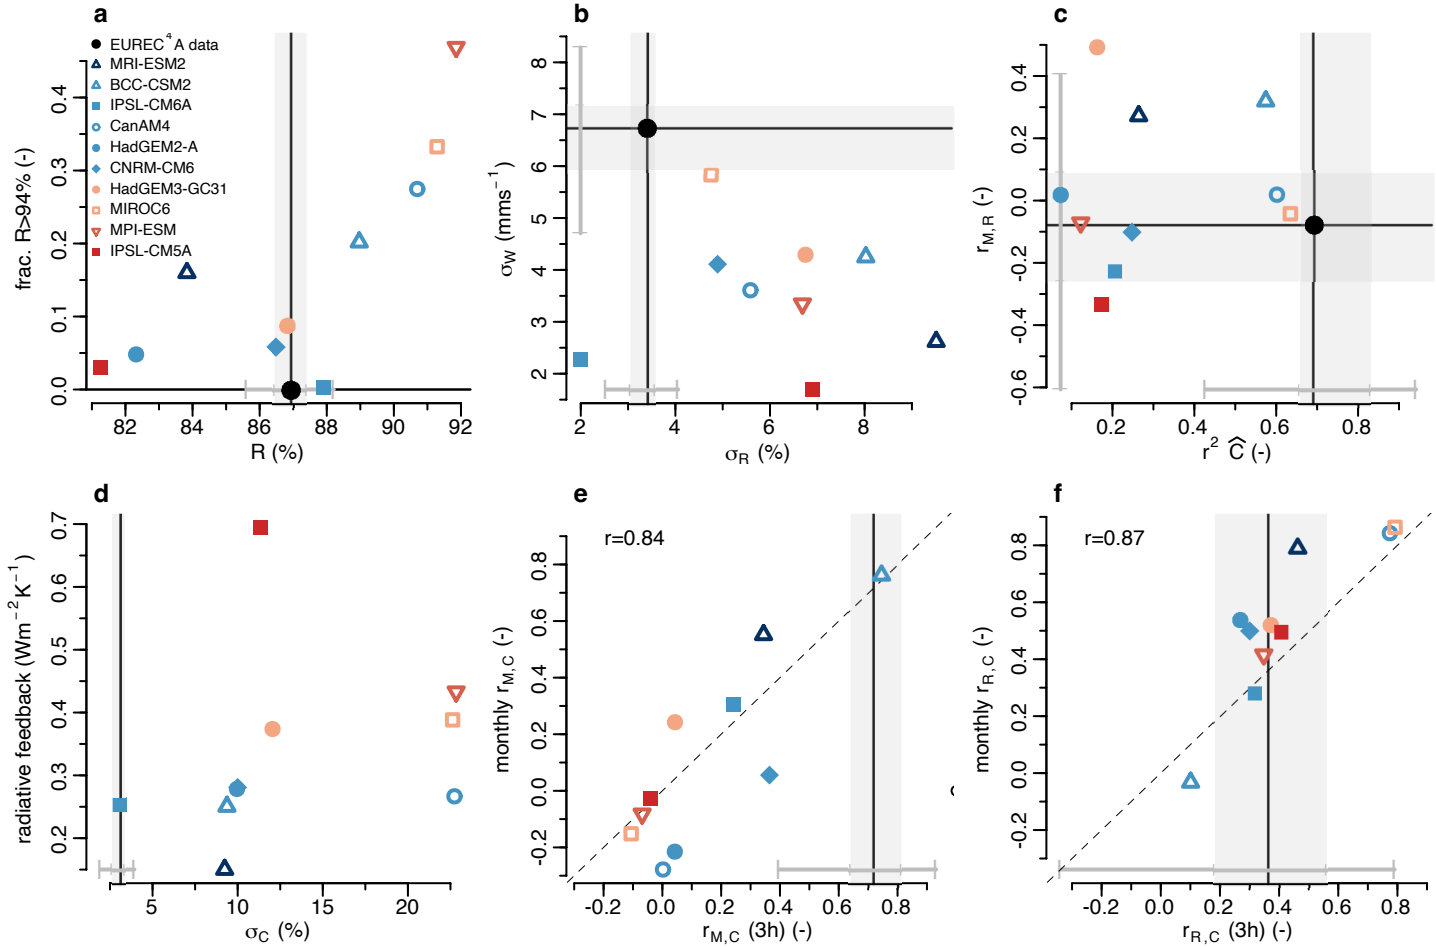 a
frac. R>94% (-)
0.0
0.1
0.2
0.3
0.4
EUREC⁴A data
MRI-ESM2
BCC-CSM2
IPSL-CM6A
CanAM4
HadGEM2-A
CNRM-CM6
HadGEM3-GC31
MIROC6
MPI-ESM
IPSL-CM5A
82 84 86 88 90 92
R (%)
b
σW (mms⁻¹)
2
3
4
5
6
7
8
2 4 6 8
σR (%)
c
rM,R (-)
-0.6
-0.4
-0.2
0.0
0.2
0.4
0.2 0.4 0.6 0.8
r² Ĉ (-)
d
radiative feedback (Wm⁻²K⁻¹)
0.2
0.3
0.4
0.5
0.6
0.7
5 10 15 20
σC (%)
e
r=0.84
monthly rM,C (-)
-0.2
0.0
0.2
0.4
0.6
0.8
-0.2 0.0 0.2 0.4 0.6 0.8
rM,C (3h) (-)
f
r=0.87
monthly rR,C (-)
-0.2
0.0
0.2
0.4
0.6
0.8
-0.2 0.0 0.2 0.4 0.6 0.8
rR,C (3h) (-)